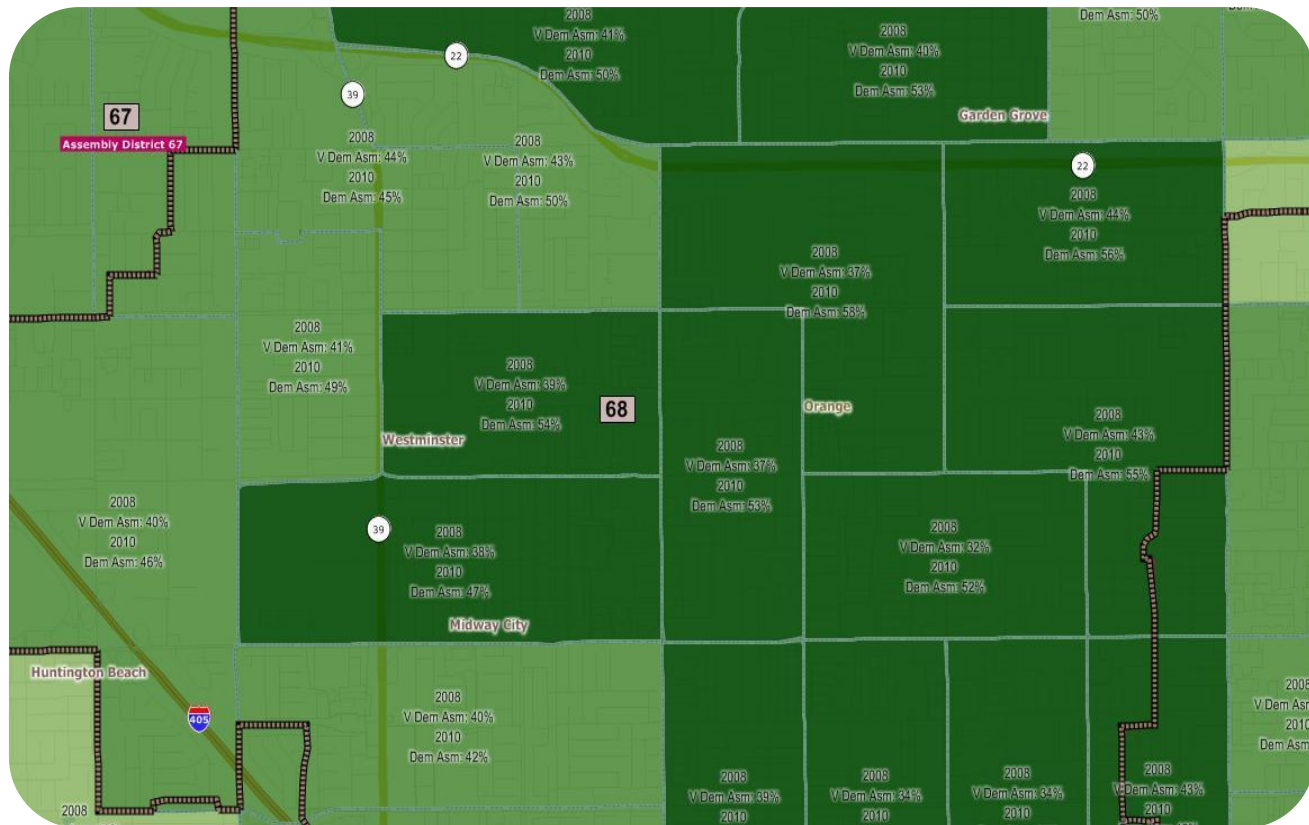 2008
V Dem Asm: 41%
2010
Dem Asm: 50%
2008
V Dem Asm: 40%
2010
Dem Asm: 53%
Dem Asm: 50%
22
39
67
Assembly District 67
Garden Grove
2008
V Dem Asm: 44%
2010
Dem Asm: 45%
2008
V Dem Asm: 43%
2010
Dem Asm: 50%
22
2008
V Dem Asm: 44%
2010
Dem Asm: 56%
2008
V Dem Asm: 37%
2010
Dem Asm: 58%
2008
V Dem Asm: 41%
2010
Dem Asm: 49%
2008
V Dem Asm: 39%
2010
Dem Asm: 54%
68
Orange
Westminster
2008
V Dem Asm: 43%
2010
Dem Asm: 55%
2008
V Dem Asm: 37%
2010
Dem Asm: 53%
2008
V Dem Asm: 40%
2010
Dem Asm: 46%
39
2008
V Dem Asm: 38%
2010
Dem Asm: 47%
2008
V Dem Asm: 32%
2010
Dem Asm: 52%
Midway City
Huntington Beach
405
2008
V Dem Asm: 40%
2010
Dem Asm: 42%
2008
V Dem Asm
2010
Dem Asm
2008
V Dem Asm: 39%
2010
2008
V Dem Asm: 34%
2010
2008
V Dem Asm: 34%
2010
2008
V Dem Asm: 43%
2010
2008